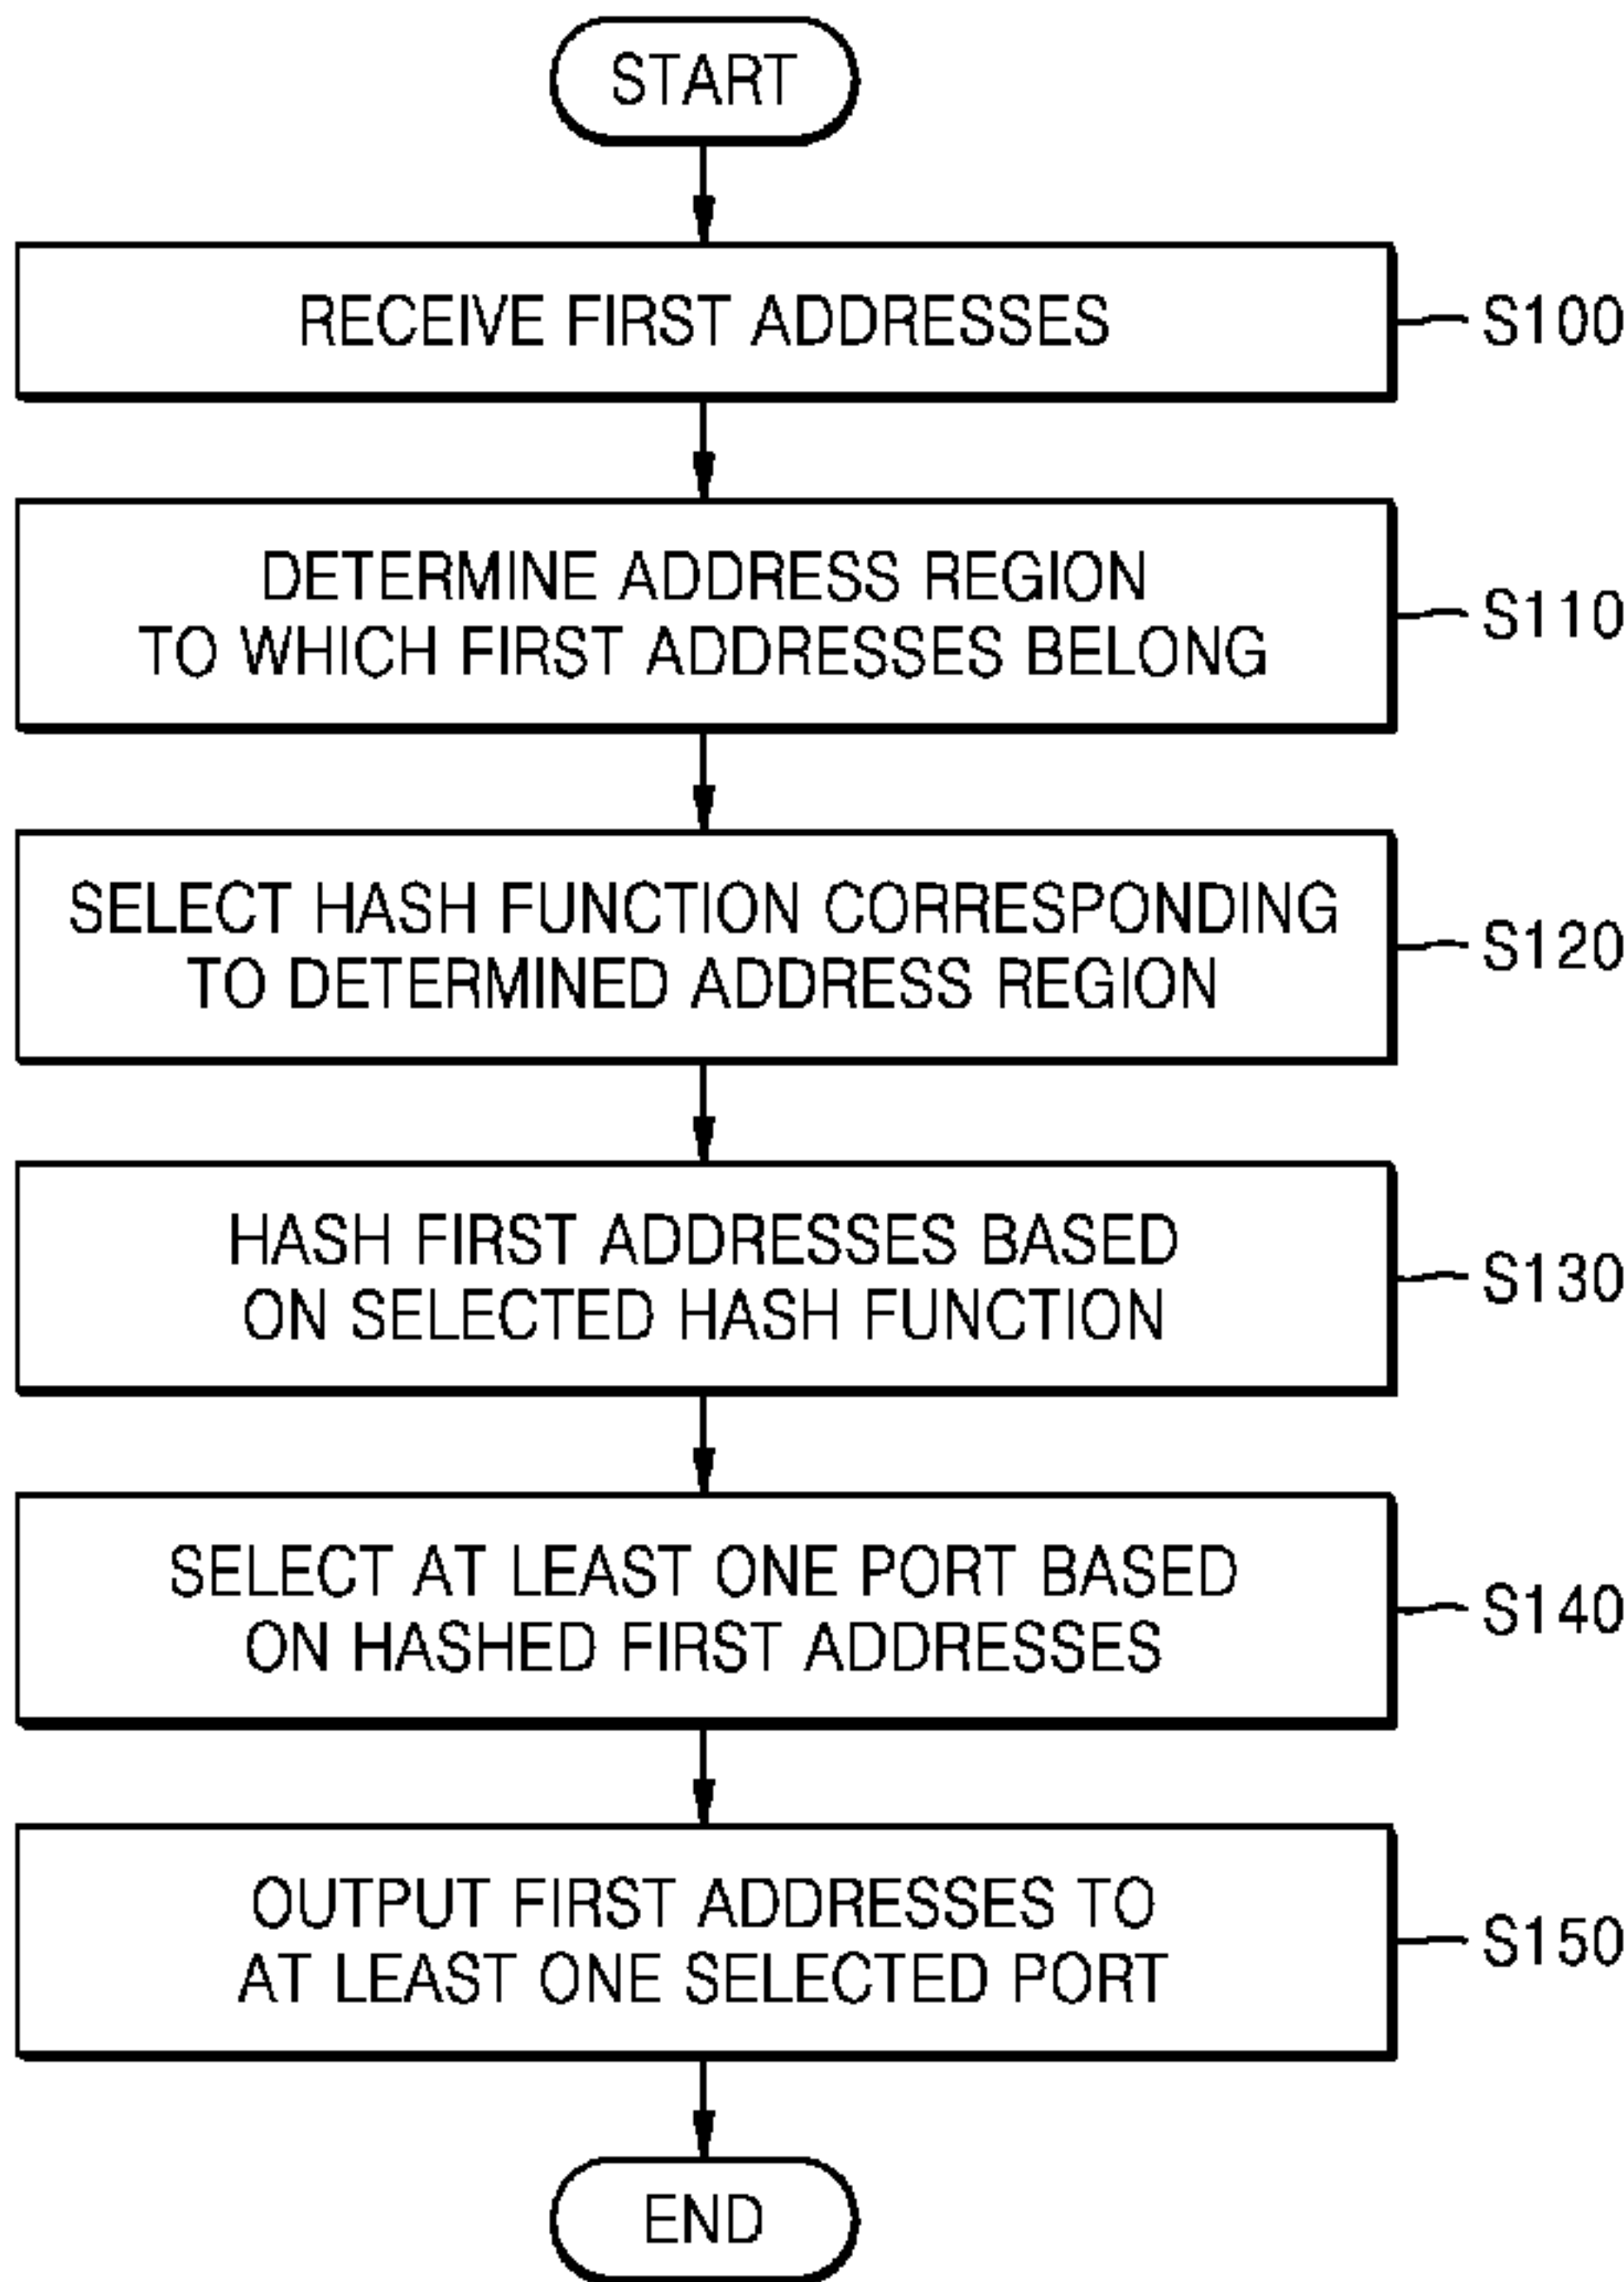 START
RECEIVE FIRST ADDRESSES
S100
DETERMINE ADDRESS REGION
TO WHICH FIRST ADDRESSES BELONG
S110
SELECT HASH FUNCTION CORRESPONDING
TO DETERMINED ADDRESS REGION
S120
HASH FIRST ADDRESSES BASED
ON SELECTED HASH FUNCTION
S130
SELECT AT LEAST ONE PORT BASED
ON HASHED FIRST ADDRESSES
S140
OUTPUT FIRST ADDRESSES TO
AT LEAST ONE SELECTED PORT
S150
END